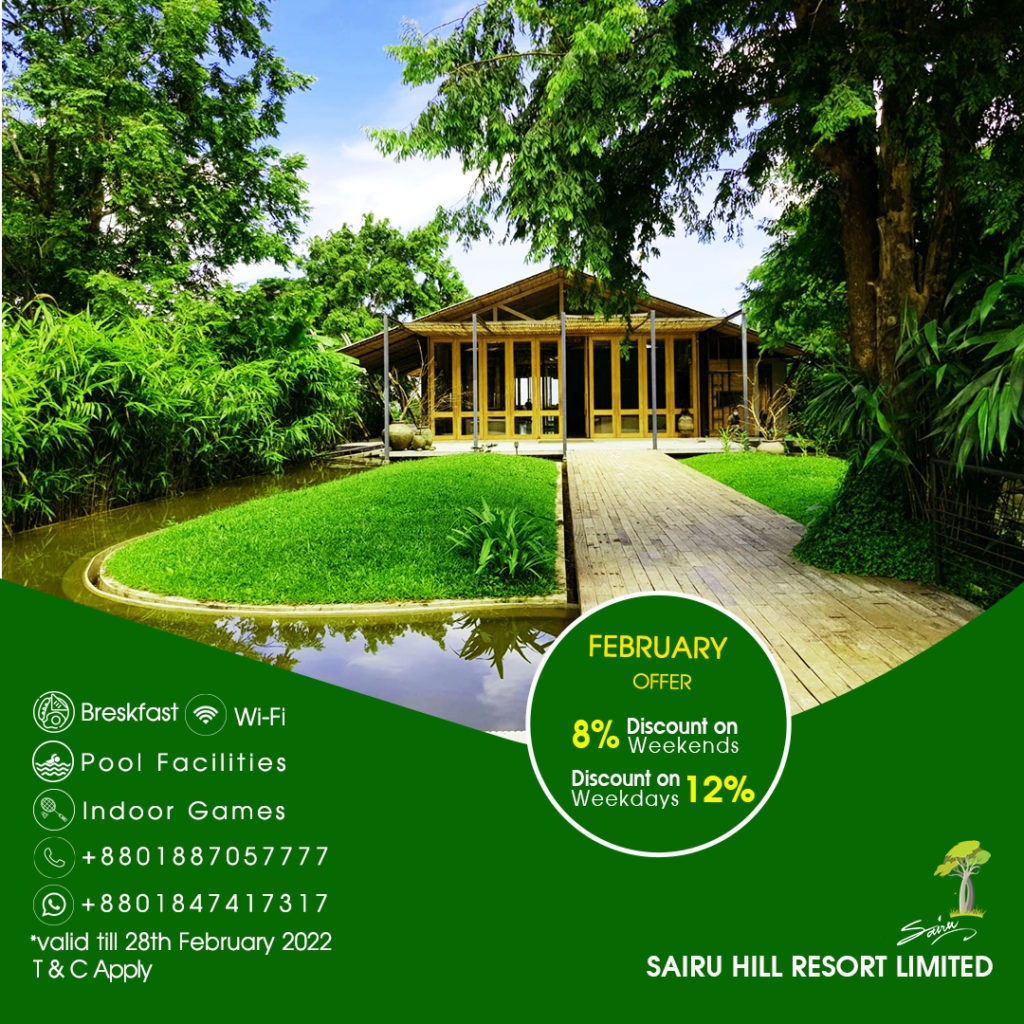 FEBRUARY
OFFER
8% Discount on
Weekends
Discount on
Weekdays 12%
Breskfast Wi-Fi
Pool Facilities
Indoor Games
+8801887057777
+8801847417317
*valid till 28th February 2022
T & C Apply
Sairu
SAIRU HILL RESORT LIMITED